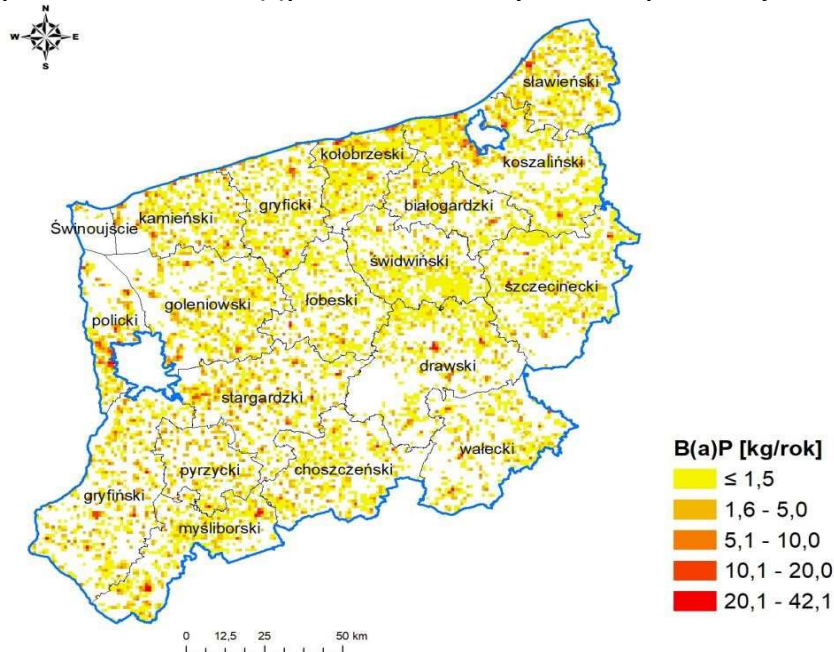 N
W E
S
sławieński
kołobrzeski
koszaliński
białogardzki
gryficki
kamieński
Świnoujście
świdwiński
szczecinecki
goleniowski
łobeski
policki
drawski
stargardzki
wałecki
choszczeński
pyrzycki
gryfiński
myśliborski
B(a)P [kg/rok]
≤ 1,5
1,6 - 5,0
5,1 - 10,0
10,1 - 20,0
20,1 - 42,1
0 12,5 25 50 km